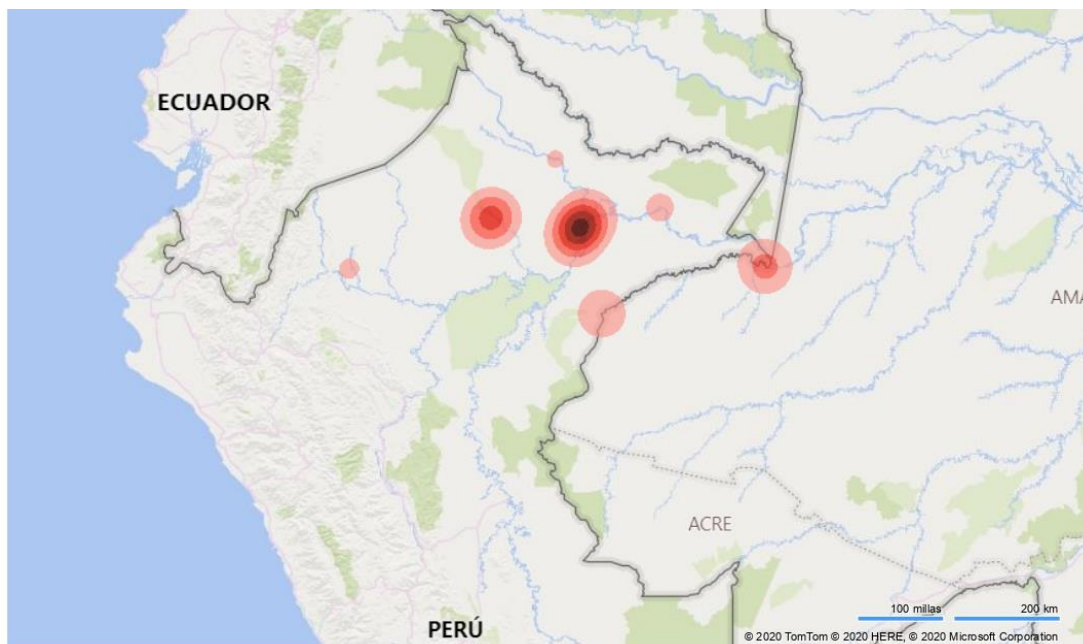 ECUADOR
AMA
ACRE
PERÚ
100 millas 200 km
© 2020 TomTom © 2020 HERE, © 2020 Microsoft Corporation